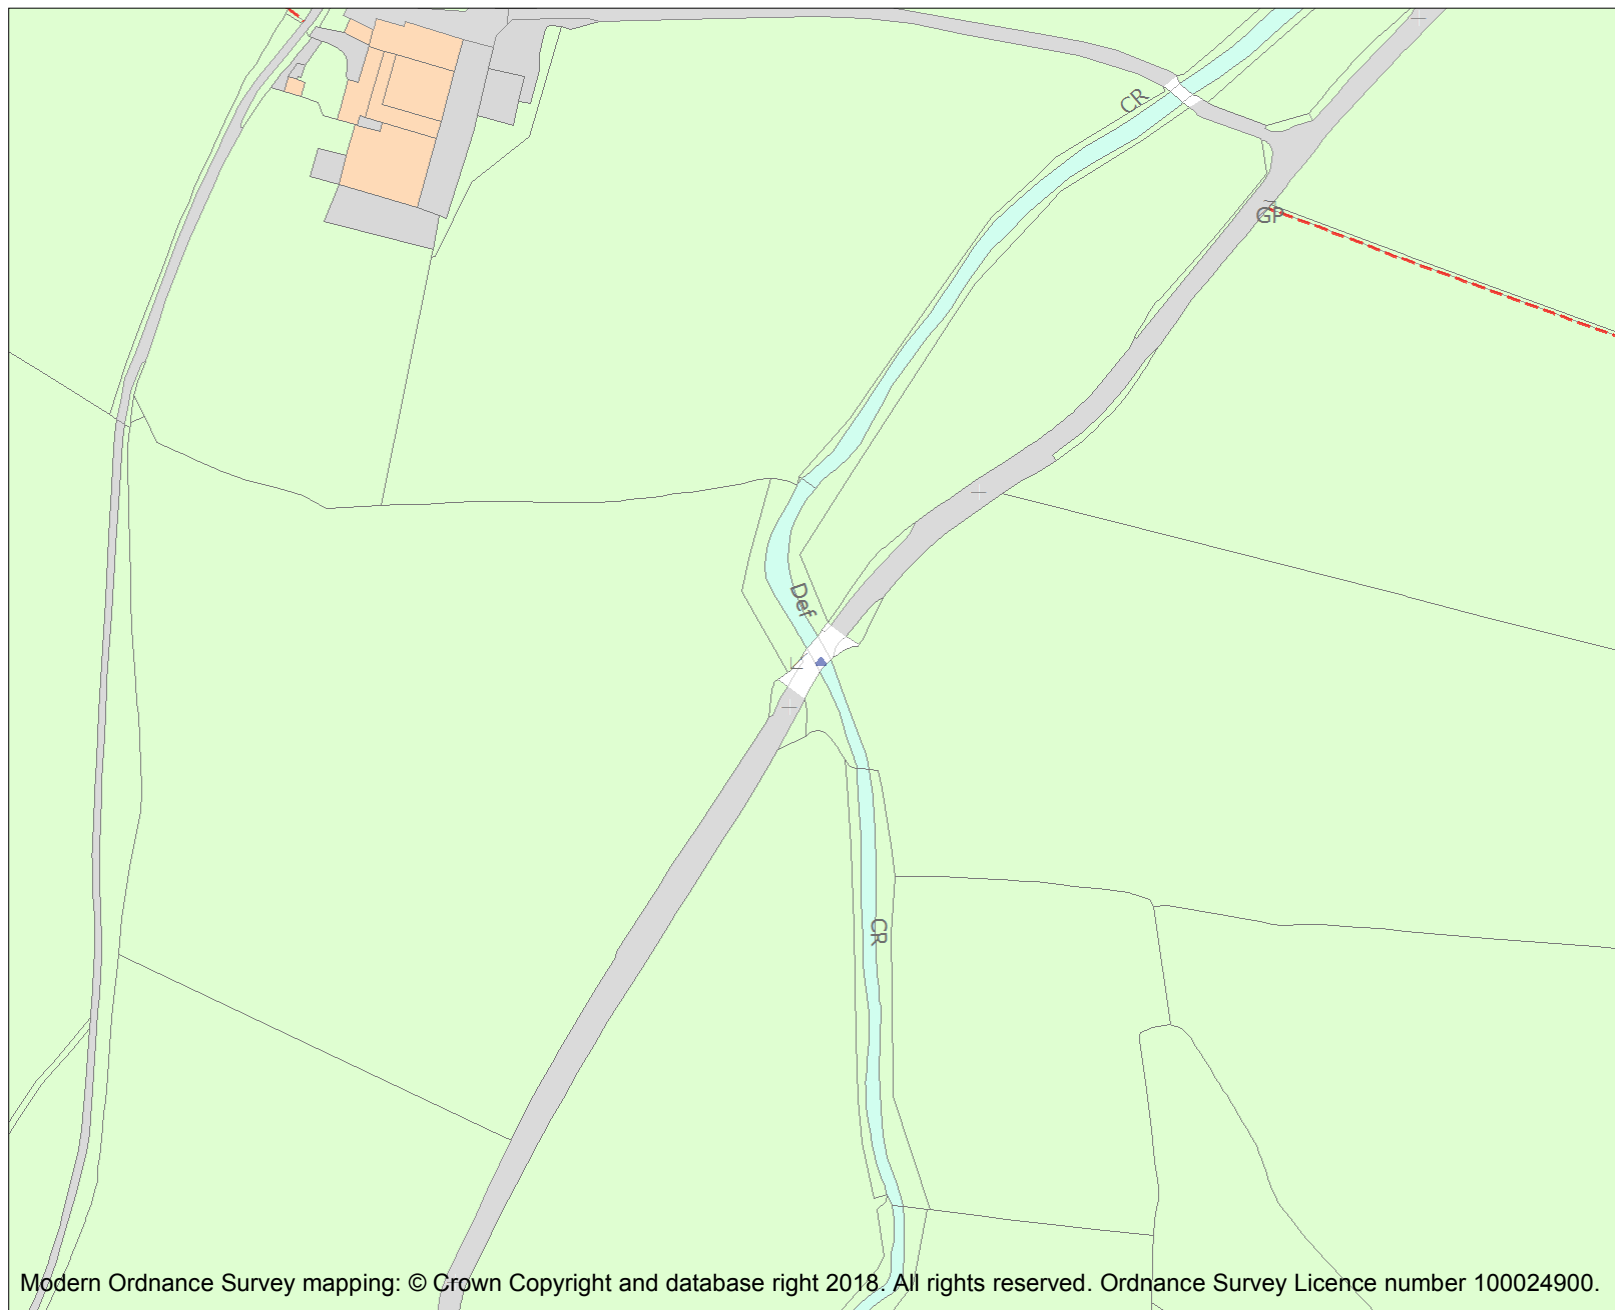 CR
GP
Def
CR
Modern Ordnance Survey mapping: © Crown Copyright and database right 2018. All rights reserved. Ordnance Survey Licence number 100024900.